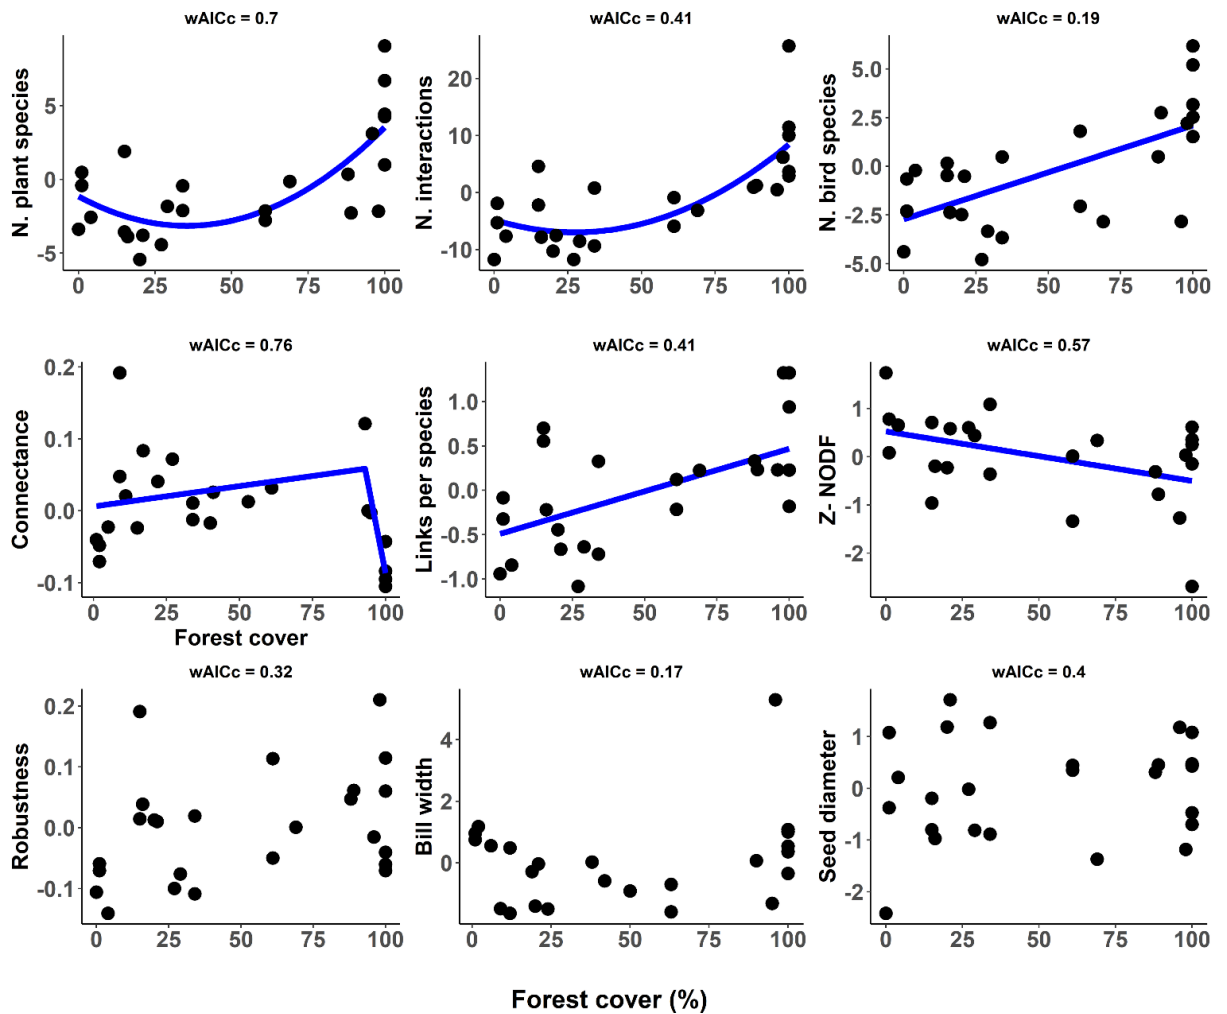 wAICc = 0.7
N. plant species
5
0
-5
0 25 50 75 100
wAICc = 0.41
N. interactions
20
10
0
-10
0 25 50 75 100
wAICc = 0.19
N. bird species
5.0
2.5
0.0
-2.5
-5.0
0 25 50 75 100
wAICc = 0.76
Connectance
0.2
0.1
0.0
-0.1
0 25 50 75 100
Forest cover
wAICc = 0.41
Links per species
1.0
0.5
0.0
-0.5
-1.0
0 25 50 75 100
wAICc = 0.57
Z- NODF
1
0
-1
-2
0 25 50 75 100
wAICc = 0.32
Robustness
0.2
0.1
0.0
-0.1
0 25 50 75 100
wAICc = 0.17
Bill width
4
2
0
0 25 50 75 100
wAICc = 0.4
Seed diameter
1
0
-1
-2
0 25 50 75 100
Forest cover (%)